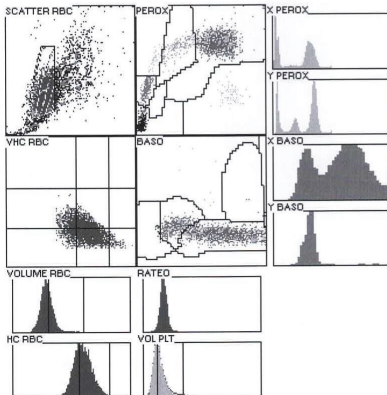 SCATTER RBC
PEROX
X PEROX
Y PEROX
VHC RBC
BASO
X BASO
Y BASO
VOLUME RBC
RATEO
HC RBC
VOL PLT